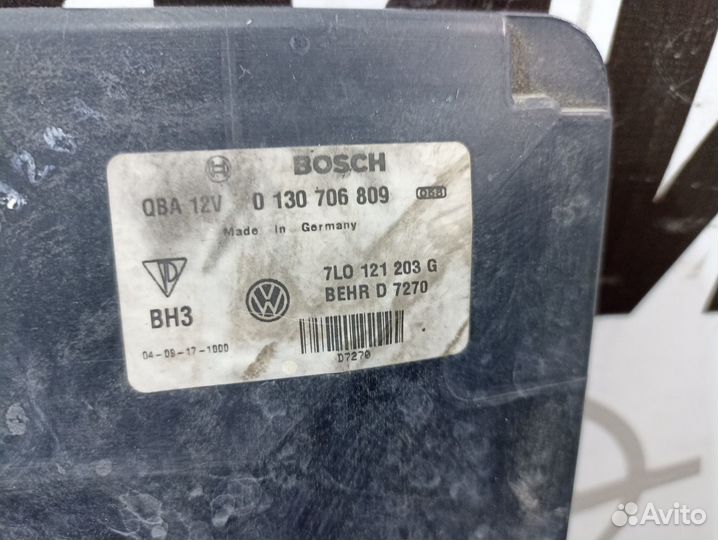 BOSCH
QBA 12V 0 130 706 809
Made in Germany
7L0 121 203 G
BEHR D 7270
BH3
04-09-17-1000
D7270
Avito